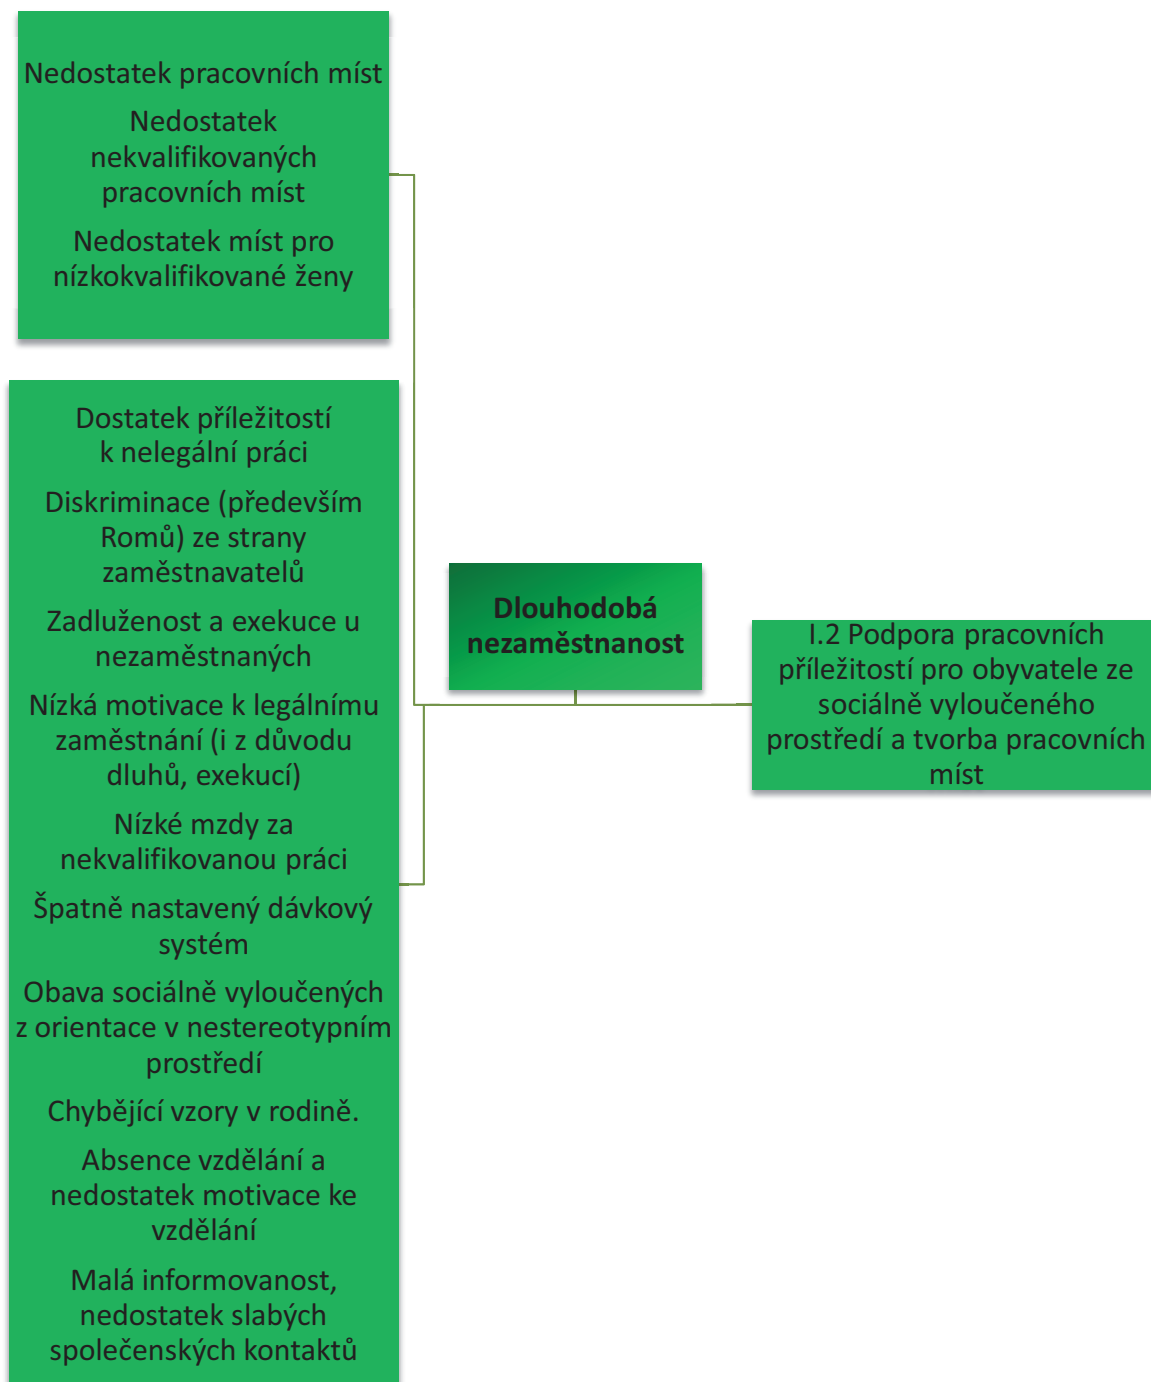 Nedostatek pracovních míst
Nedostatek
nekvalifikovaných
pracovních míst
Nedostatek míst pro
nízkokvalifikované ženy
Dostatek příležitostí
k nelegální práci
Diskriminace (především
Romů) ze strany
zaměstnavatelů
Zadluženost a exekuce u
nezaměstnaných
Nízká motivace k legálnímu
zaměstnání (i z důvodu
dluhů, exekucí)
Nízké mzdy za
nekvalifikovanou práci
Špatně nastavený dávkový
systém
Obava sociálně vyloučených
z orientace v nestereotypním
prostředí
Chybějící vzory v rodině.
Absence vzdělání a
nedostatek motivace ke
vzdělání
Malá informovanost,
nedostatek slabých
společenských kontaktů
Dlouhodobá
nezaměstnanost
I.2 Podpora pracovních
příležitostí pro obyvatele ze
sociálně vyloučeného
prostředí a tvorba pracovních
míst